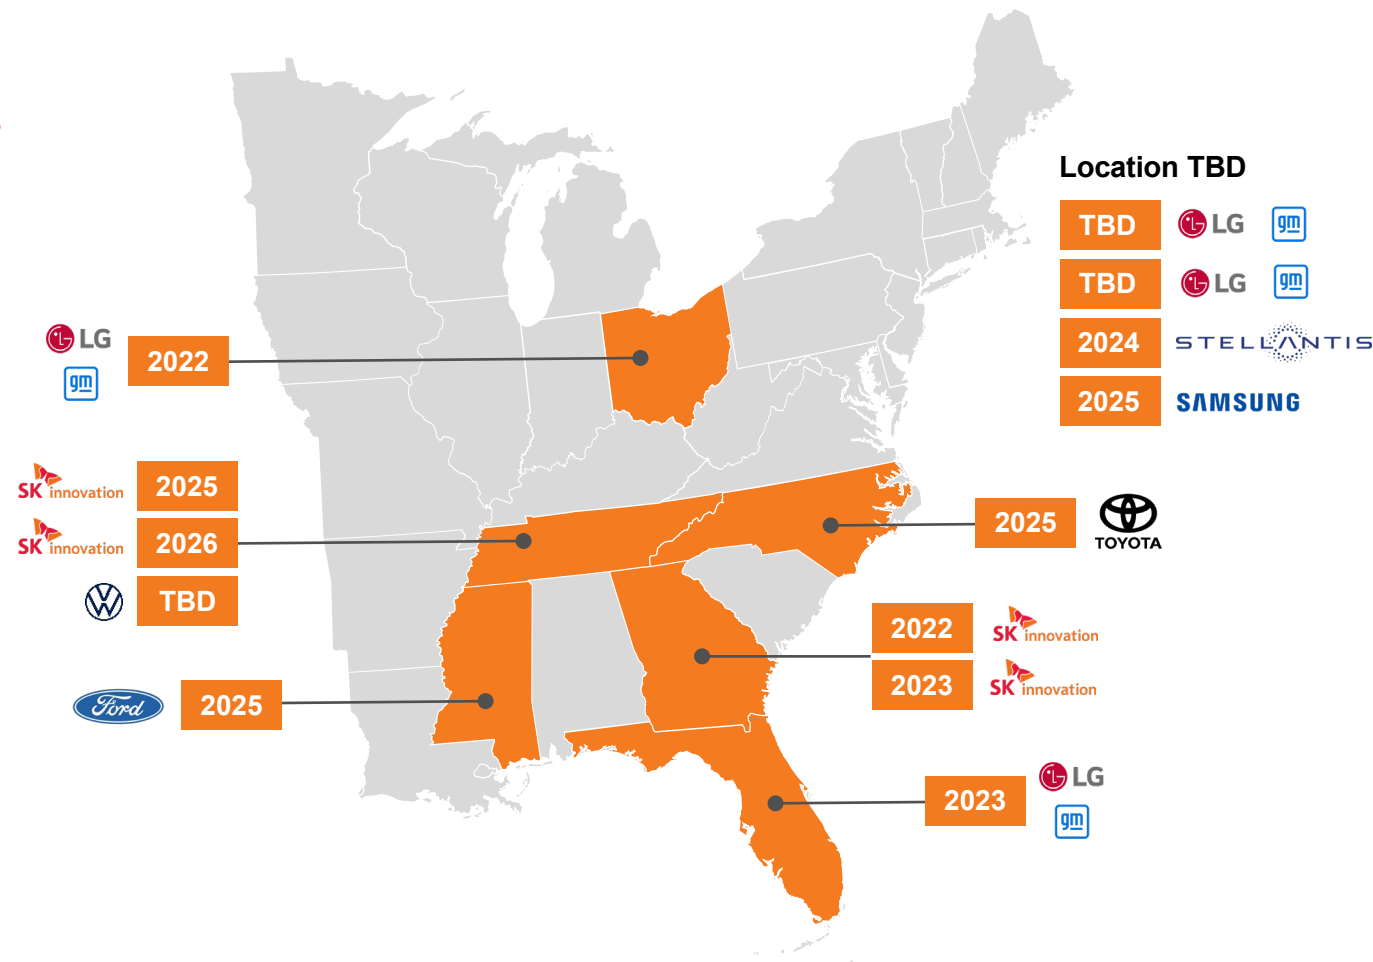 Location TBD
TBD LG gm
TBD LG gm
2024 STELLANTIS
2025 SAMSUNG
LG
gm
2022
SK innovation 2025
SK innovation 2026
TBD
Ford 2025
2025 TOYOTA
2022 SK innovation
2023 SK innovation
2023 LG
gm